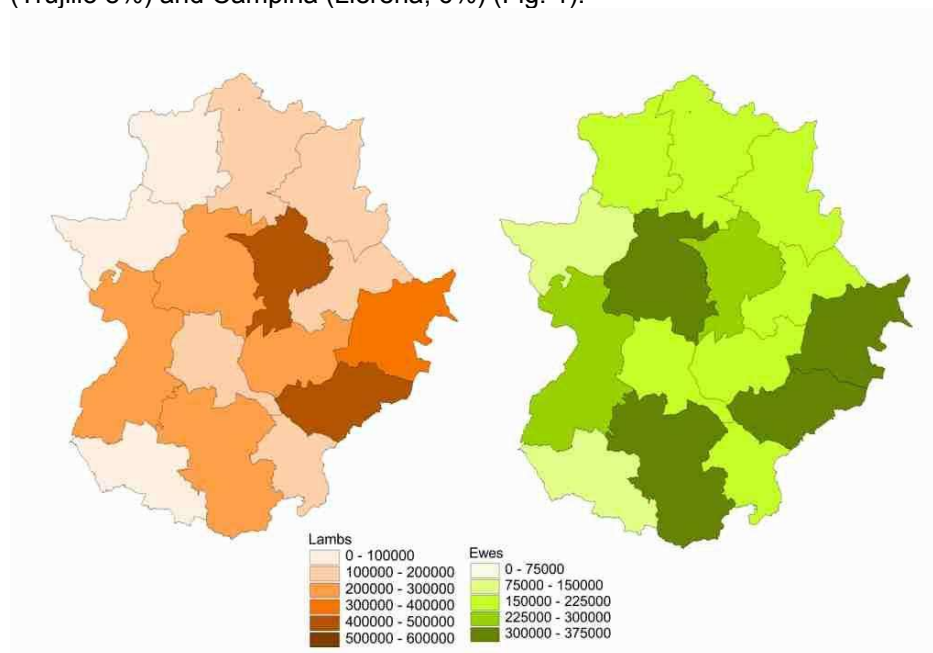 (Trujillo 8%) and Campiña (Llerena, 6%) (Fig. 1).
Lambs
0 - 100000
100000 - 200000
200000 - 300000
300000 - 400000
400000 - 500000
500000 - 600000
Ewes
0 - 75000
75000 - 150000
150000 - 225000
225000 - 300000
300000 - 375000